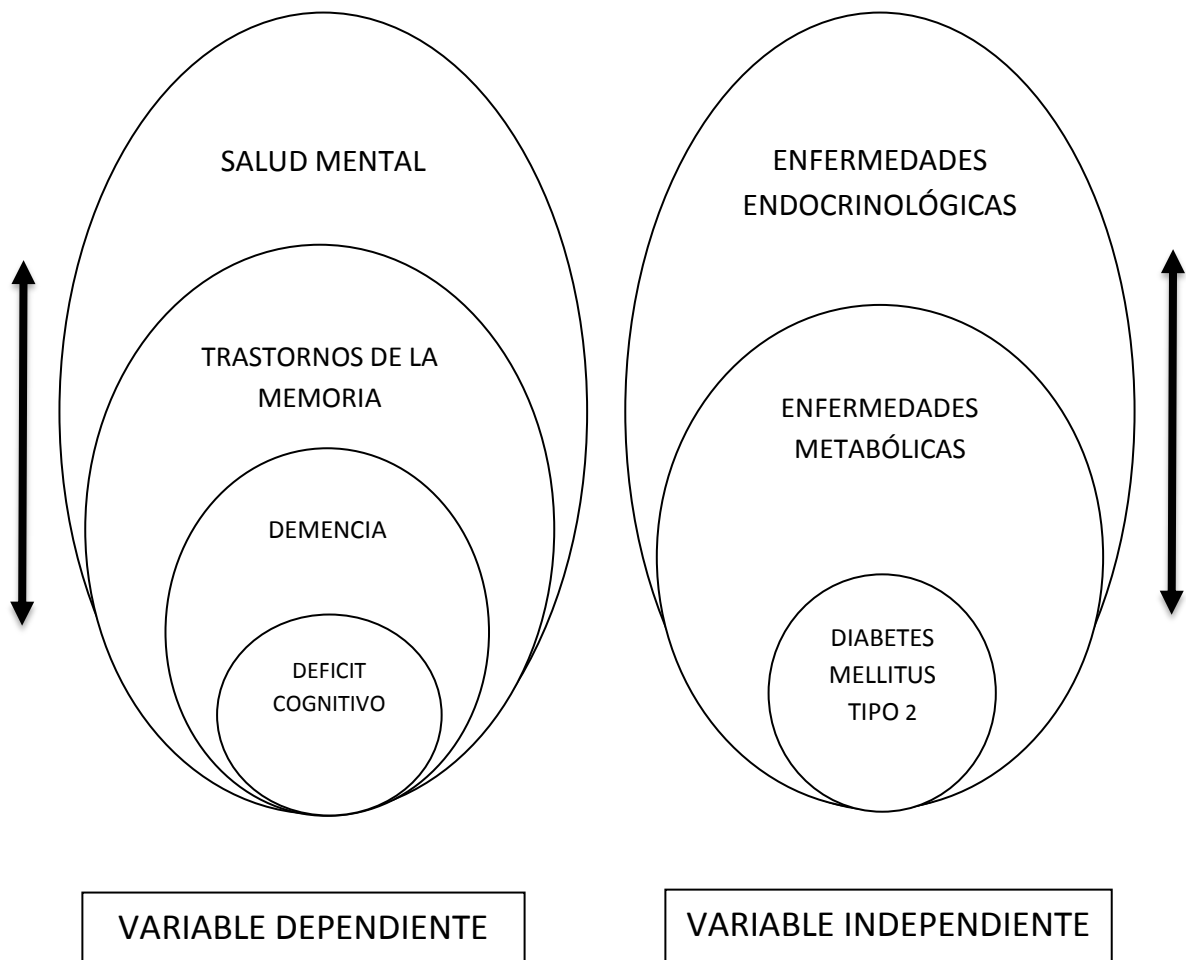 SALUD MENTAL
TRASTORNOS DE LA
MEMORIA
DEMENCIA
DEFICIT
COGNITIVO
VARIABLE DEPENDIENTE
ENFERMEDADES
ENDOCRINOLÓGICAS
ENFERMEDADES
METABÓLICAS
DIABETES
MELLITUS
TIPO 2
VARIABLE INDEPENDIENTE